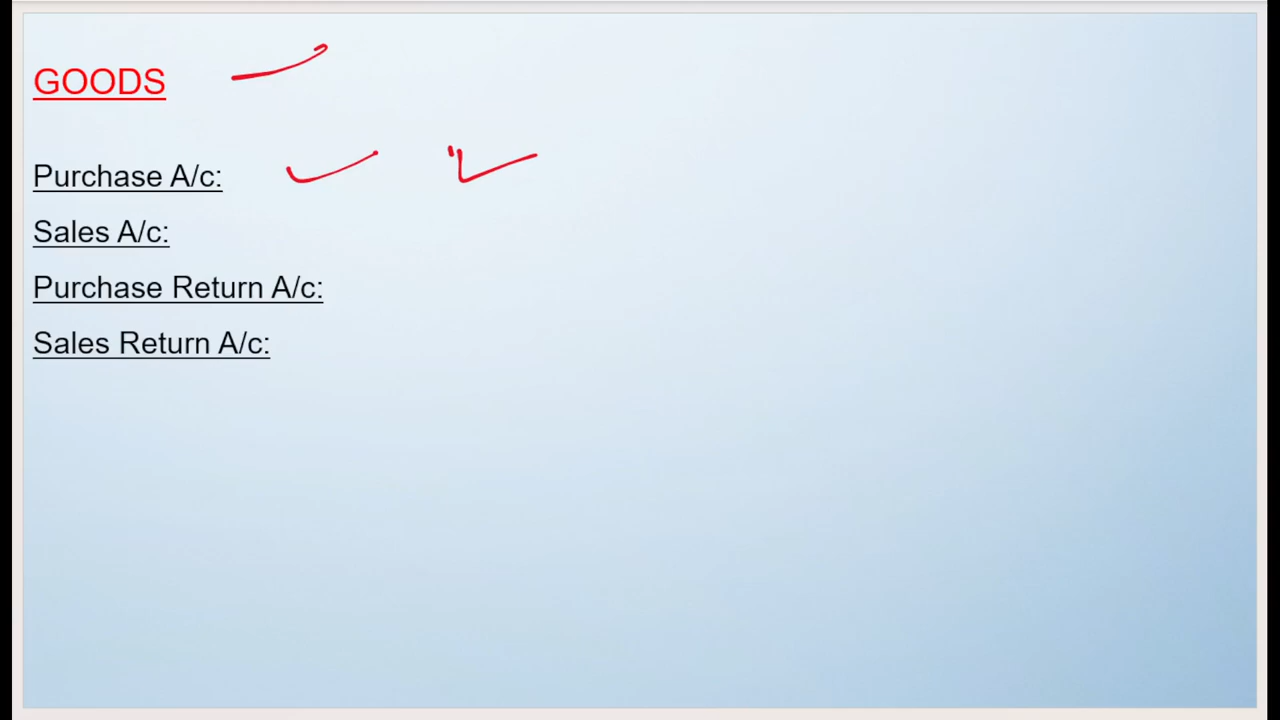 GOODS
Purchase A/c:
Sales A/c:
Purchase Return A/c:
Sales Return A/c: